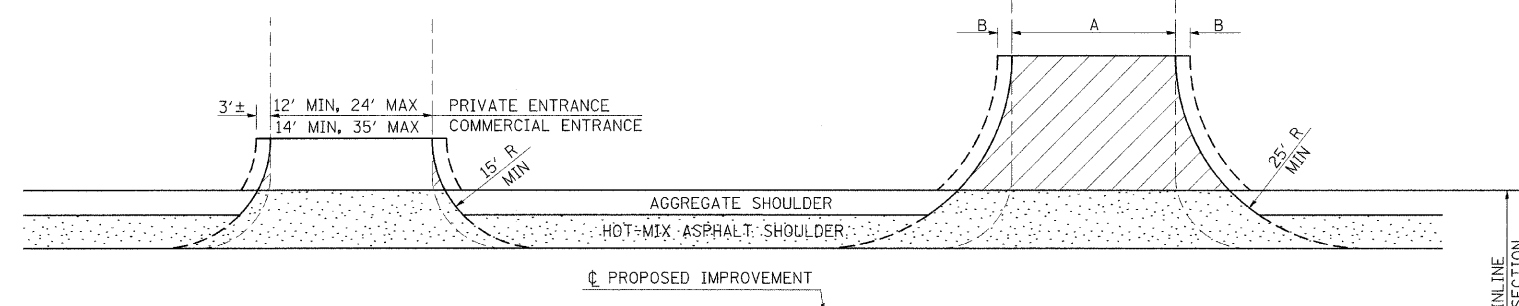 B A B
3'± 12' MIN, 24' MAX PRIVATE ENTRANCE
14' MIN, 35' MAX COMMERCIAL ENTRANCE
15' R
MIN
25' R
MIN
AGGREGATE SHOULDER
HOT-MIX ASPHALT SHOULDER
℄ PROPOSED IMPROVEMENT
INLINE
SECTION